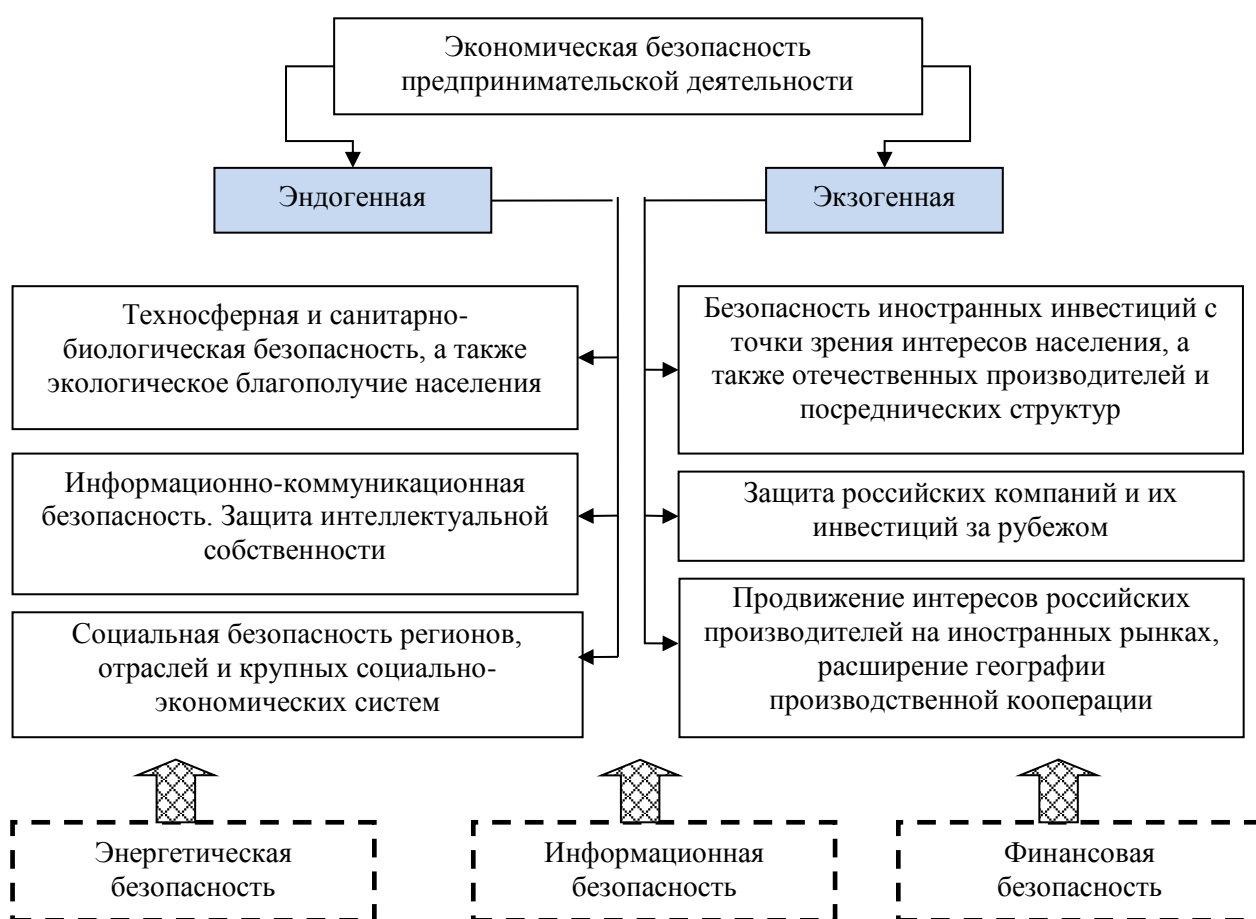 Экономическая безопасность
предпринимательской деятельности
Эндогенная
Экзогенная
Техносферная и санитарно-
биологическая безопасность, а также
экологическое благополучие населения
Информационно-коммуникационная
безопасность. Защита интеллектуальной
собственности
Социальная безопасность регионов,
отраслей и крупных социально-
экономических систем
Безопасность иностранных инвестиций с
точки зрения интересов населения, а
также отечественных производителей и
посреднических структур
Защита российских компаний и их
инвестиций за рубежом
Продвижение интересов российских
производителей на иностранных рынках,
расширение географии
производственной кооперации
Энергетическая
безопасность
Информационная
безопасность
Финансовая
безопасность